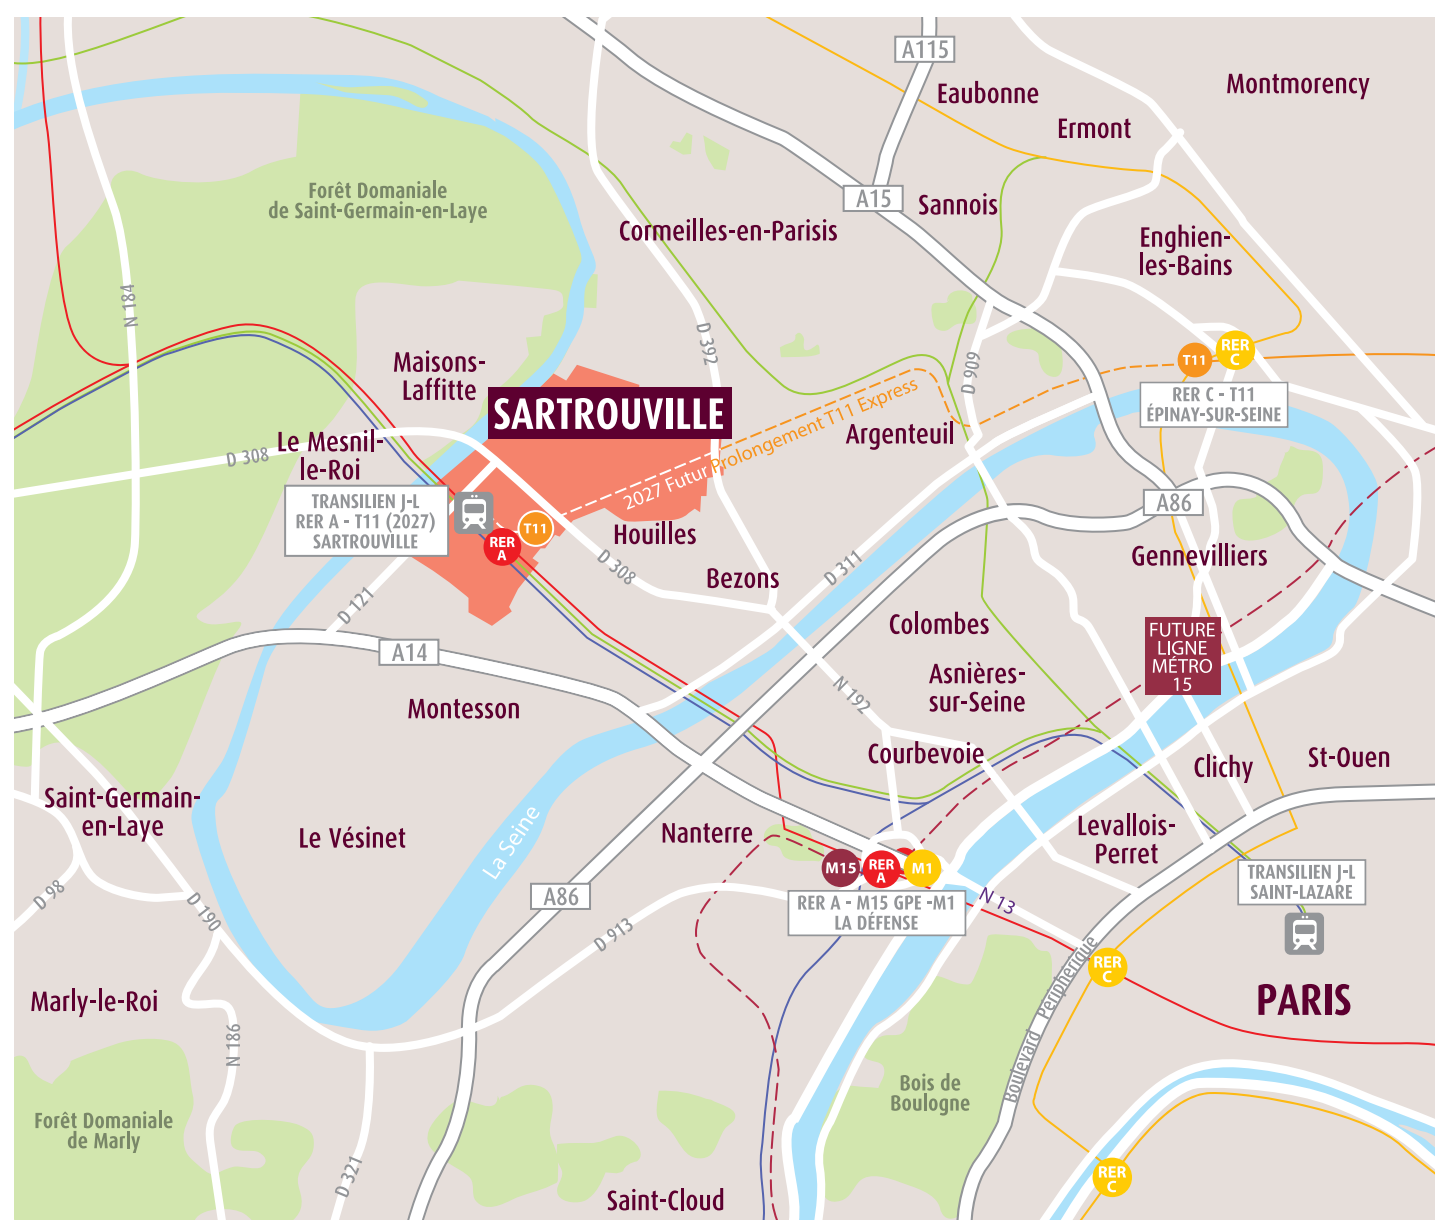 A115
Montmorency
Eaubonne
Ermont
Forêt Domaniale
de Saint-Germain-en-Laye
A15
Sannois
Cormeilles-en-Parisis
Enghien-
les-Bains
N 184
D 392
Maisons-
Laffitte
D 909
T11
RER
C
RER C - T11
ÉPINAY-SUR-SEINE
SARTROUVILLE
2027 Futur Prolongement T11 Express
Argenteuil
Le Mesnil-
le-Roi
D 308
TRANSILIEN J-L
RER A - T11 (2027)
SARTROUVILLE
T11
RER
A
Houilles
D 308
Bezons
D 311
A86
Gennevilliers
D 121
A14
Colombes
FUTURE
LIGNE
MÉTRO
15
Asnières-
sur-Seine
N 192
Montesson
Courbevoie
Clichy
St-Ouen
Saint-Germain-
en-Laye
Le Vésinet
La Seine
Nanterre
Levallois-
Perret
M15
RER
A
M1
RER A - M15 GPE -M1
LA DÉFENSE
TRANSILIEN J-L
SAINT-LAZARE
A86
D 98
D 190
D 913
N 13
Boulevard Périphérique
RER
C
PARIS
Marly-le-Roi
N 186
Bois de
Boulogne
Forêt Domaniale
de Marly
D 321
Saint-Cloud
RER
C